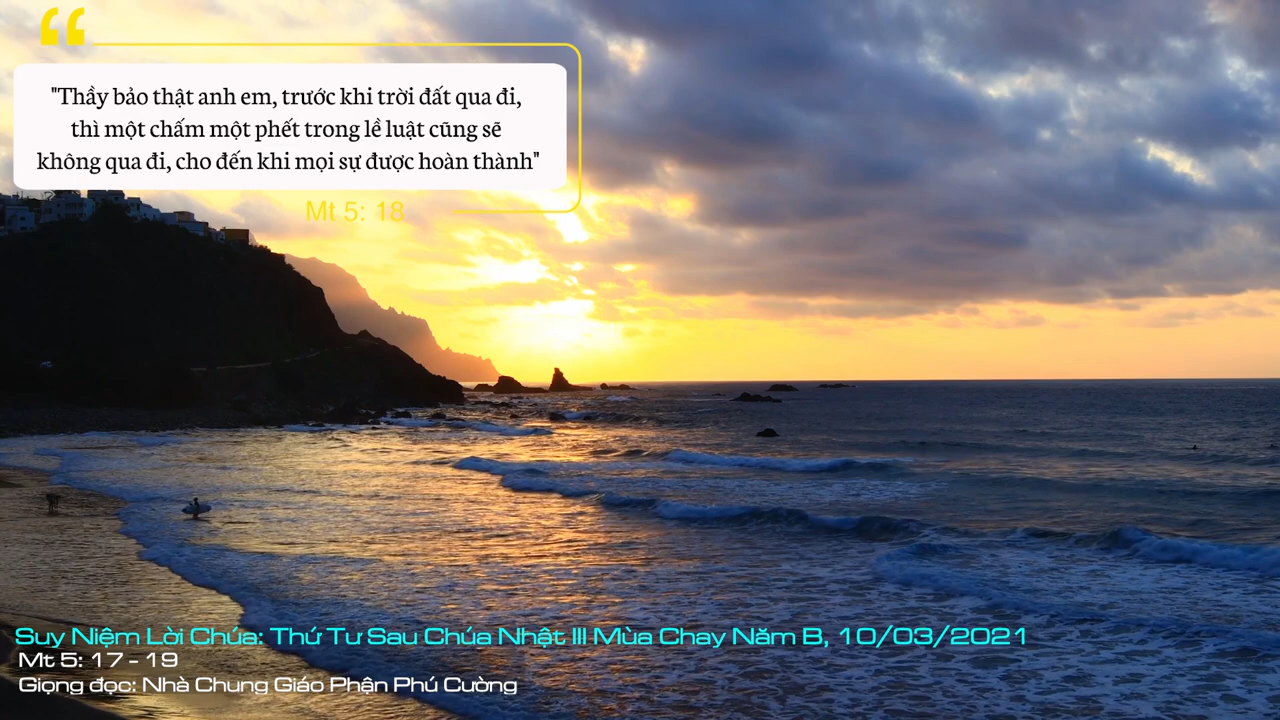 "Thầy bảo thật anh em, trước khi trời đất qua đi,
thì một chấm một phết trong lề luật cũng sẽ
không qua đi, cho đến khi mọi sự được hoàn thành"
Mt 5: 18
Suy Niệm Lời Chúa: Thứ Tư Sau Chúa Nhật III Mùa Chay Năm B, 10/03/2021
Mt 5: 17 - 19
Giọng đọc: Nhà Chung Giáo Phận Phú Cường